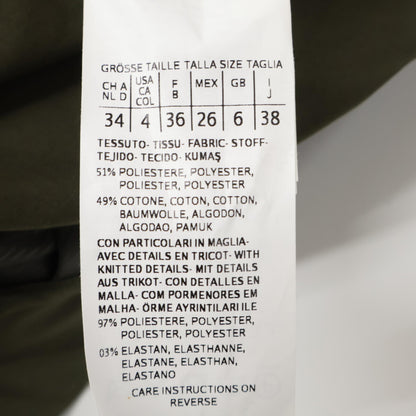 GRÖSSE TAILLE TALLA SIZE TAGLIA
CH A NL D USA CA COL F B MEX GB I J
34 4 36 26 6 38
TESSUTO- TISSU- FABRIC- STOFF-
TEJIDO- TECIDO- KUMAŞ
51% POLIESTERE, POLYESTER,
POLIESTER, POLYESTER
49% COTONE, COTON, COTTON,
BAUMWOLLE, ALGODON,
ALGODAO, PAMUK
CON PARTICOLARI IN MAGLIA-
AVEC DETAILS EN TRICOT- WITH
KNITTED DETAILS- MIT DETAILS
AUS TRIKOT- CON DETALLES EN
MALLA- COM PORMENORES EM
MALHA- ÖRME AYRINTILARI ILE
97% POLIESTERE, POLYESTER,
POLIESTER, POLYESTER
03% ELASTAN, ELASTHANNE,
ELASTANE, ELASTHAN,
ELASTANO
CARE INSTRUCTIONS ON
REVERSE